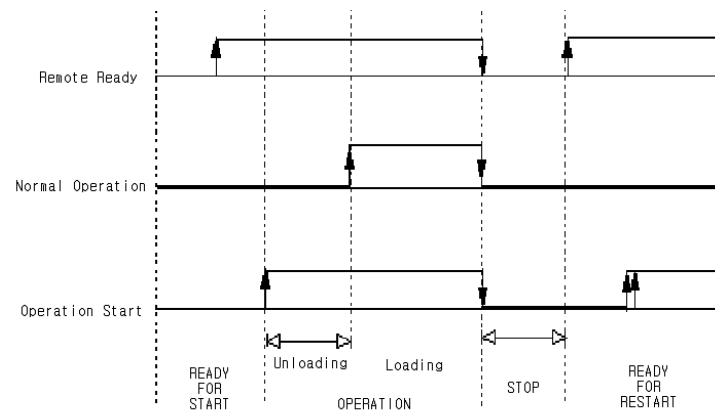 Remote Ready
Normal Operation
Operation Start
Unloading
Loading
READY
FOR
START
OPERATION
STOP
READY
FOR
RESTART